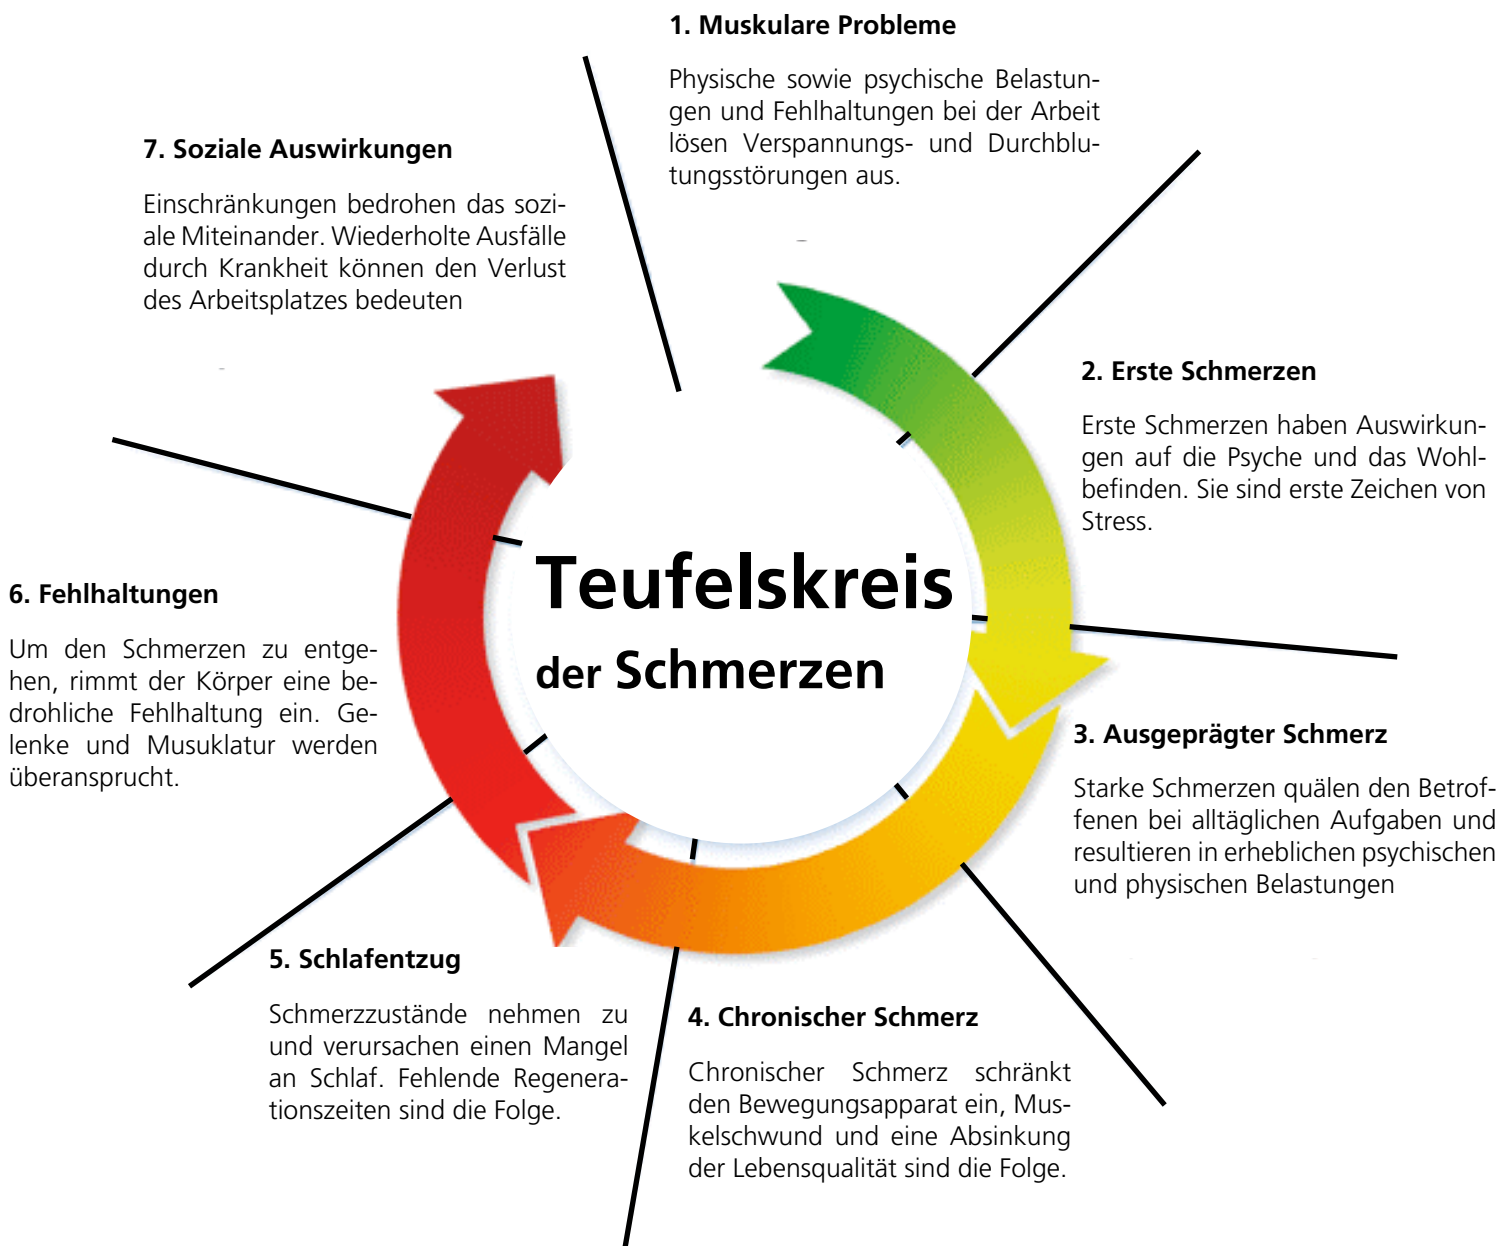 1. Muskulare Probleme
Physische sowie psychische Belastun-
gen und Fehlhaltungen bei der Arbeit
lösen Verspannungs- und Durchblu-
tungsstörungen aus.
2. Erste Schmerzen
Erste Schmerzen haben Auswirkun-
gen auf die Psyche und das Wohl-
befinden. Sie sind erste Zeichen von
Stress.
3. Ausgeprägter Schmerz
Starke Schmerzen quälen den Betrof-
fenen bei alltäglichen Aufgaben und
resultieren in erheblichen psychischen
und physischen Belastungen
4. Chronischer Schmerz
Chronischer Schmerz schränkt
den Bewegungsapparat ein, Mus-
kelschwund und eine Absinkung
der Lebensqualität sind die Folge.
5. Schlafentzug
Schmerzzustände nehmen zu
und verursachen einen Mangel
an Schlaf. Fehlende Regenera-
tionszeiten sind die Folge.
6. Fehlhaltungen
Um den Schmerzen zu entge-
hen, rimmt der Körper eine be-
drohliche Fehlhaltung ein. Ge-
lenke und Musuklatur werden
überansprucht.
7. Soziale Auswirkungen
Einschränkungen bedrohen das sozi-
ale Miteinander. Wiederholte Ausfälle
durch Krankheit können den Verlust
des Arbeitsplatzes bedeuten
Teufelskreis
der Schmerzen